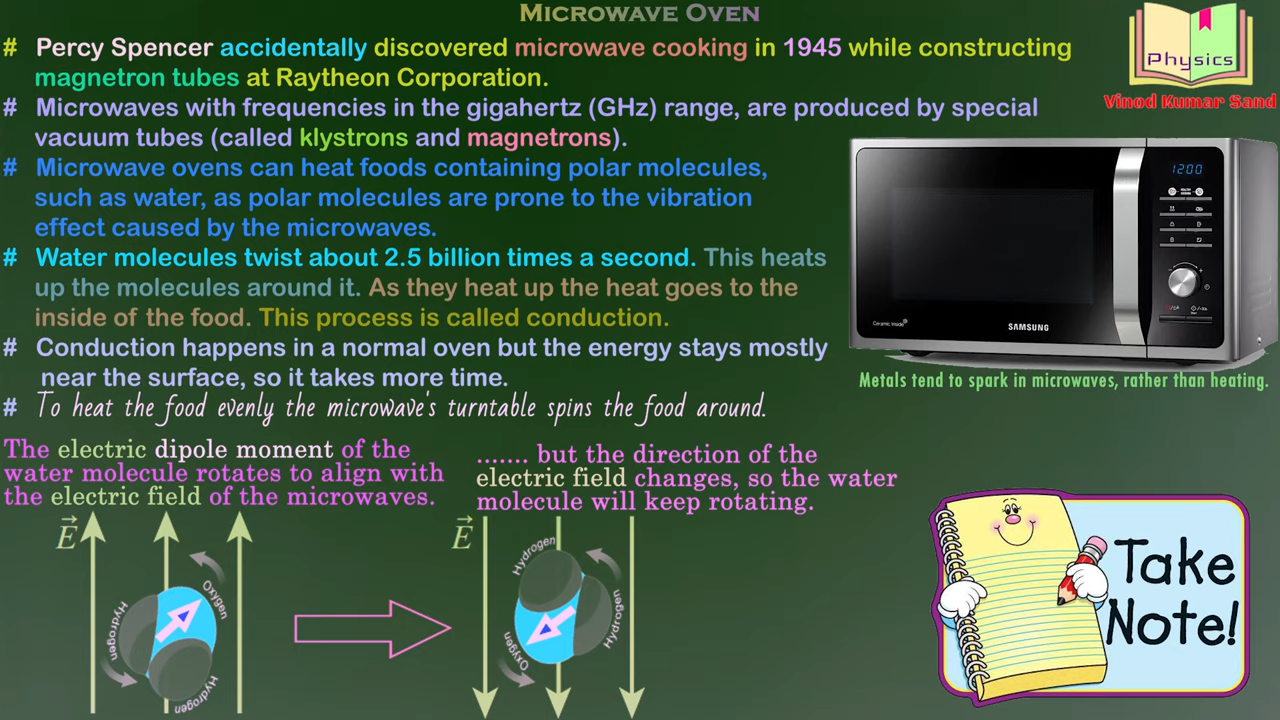 MICROWAVE OVEN
# Percy Spencer accidentally discovered microwave cooking in 1945 while constructing
magnetron tubes at Raytheon Corporation.
# Microwaves with frequencies in the gigahertz (GHz) range, are produced by special
vacuum tubes (called klystrons and magnetrons).
# Microwave ovens can heat foods containing polar molecules,
such as water, as polar molecules are prone to the vibration
effect caused by the microwaves.
# Water molecules twist about 2.5 billion times a second. This heats
up the molecules around it. As they heat up the heat goes to the
inside of the food. This process is called conduction.
# Conduction happens in a normal oven but the energy stays mostly
near the surface, so it takes more time.
# To heat the food evenly the microwave's turntable spins the food around.
Physics
Vinod Kumar Sand
1200
Ceramic Inside
SAMSUNG
Metals tend to spark in microwaves, rather than heating.
The electric dipole moment of the
water molecule rotates to align with
the electric field of the microwaves.
....... but the direction of the
electric field changes, so the water
molecule will keep rotating.
E
Oxygen
Hydrogen
Hydrogen
E
Hydrogen
Hydrogen
Oxygen
Take
Note!